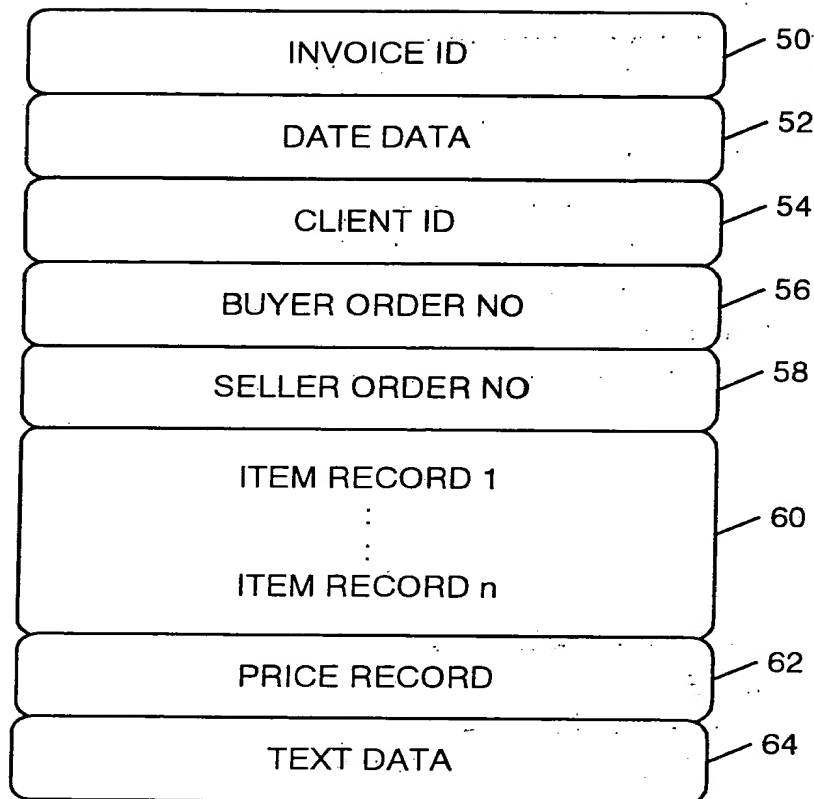 INVOICE ID 50
DATE DATA 52
CLIENT ID 54
BUYER ORDER NO 56
SELLER ORDER NO 58
ITEM RECORD 1
60
ITEM RECORD n
PRICE RECORD 62
TEXT DATA 64